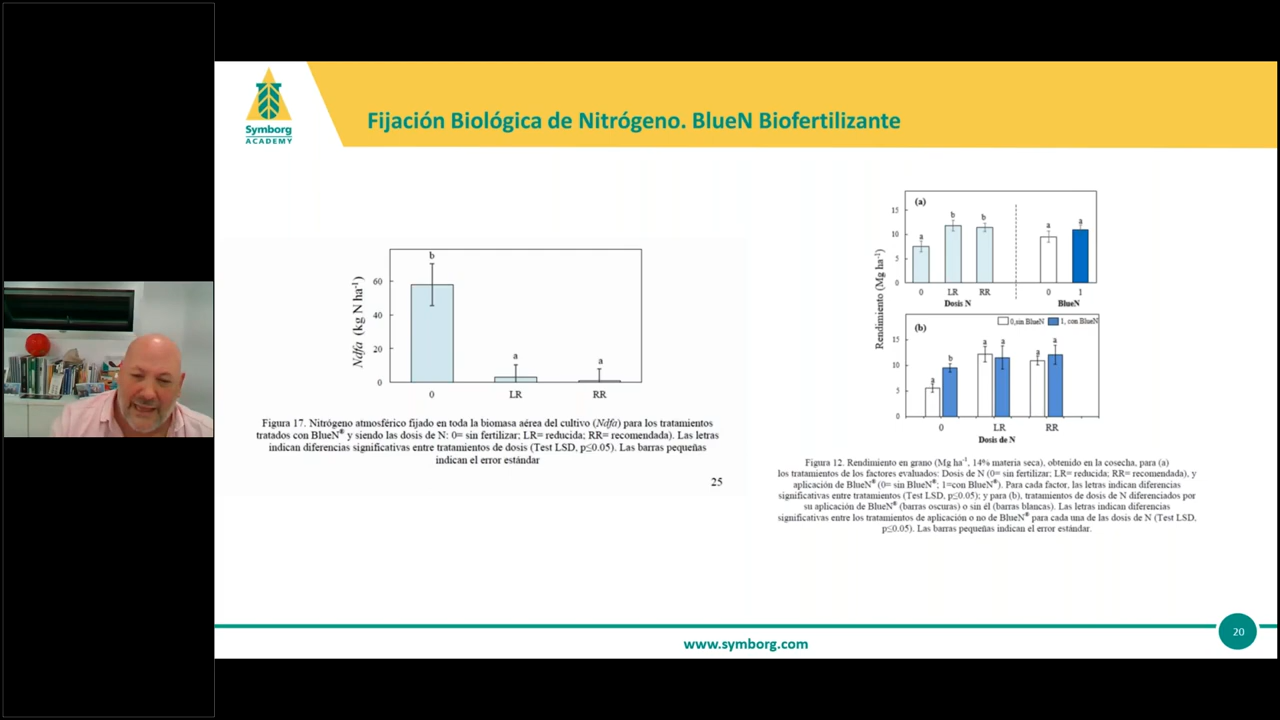 Symborg
ACADEMY
Fijación Biológica de Nitrógeno. BlueN Biofertilizante
Ndfa (kg N ha-1)
60
40
20
0
b
a
a
0
LR
RR
Figura 17. Nitrógeno atmosférico fijado en toda la biomasa aérea del cultivo (Ndfa) para los tratamientos
tratados con BlueN® y siendo las dosis de N: 0= sin fertilizar; LR= reducida; RR= recomendada). Las letras
indican diferencias significativas entre tratamientos de dosis (Test LSD, p≤0.05). Las barras pequeñas
indican el error estándar
25
Rendimiento (Mg ha-1)
(a)
15
10
5
0
a
b
b
a
a
0
LR
RR
0
1
Dosis N
BlueN
(b)
0,sin BlueN
1, con BlueN
15
10
5
0
a
b
a
a
a
a
0
LR
RR
Dosis de N
Figura 12. Rendimiento en grano (Mg ha-1, 14% materia seca), obtenido en la cosecha, para (a)
los tratamientos de los factores evaluados: Dosis de N (0= sin fertilizar; LR= reducida; RR= recomendada), y
aplicación de BlueN® (0= sin BlueN®; 1=con BlueN®). Para cada factor, las letras indican diferencias
significativas entre tratamientos (Test LSD, p≤0.05); y para (b), tratamientos de dosis de N diferenciados por
su aplicación de BlueN® (barras oscuras) o sin él (barras blancas). Las letras indican diferencias
significativas entre los tratamientos de aplicación o no de BlueN® para cada una de las dosis de N (Test LSD,
p≤0.05). Las barras pequeñas indican el error estándar.
www.symborg.com
20